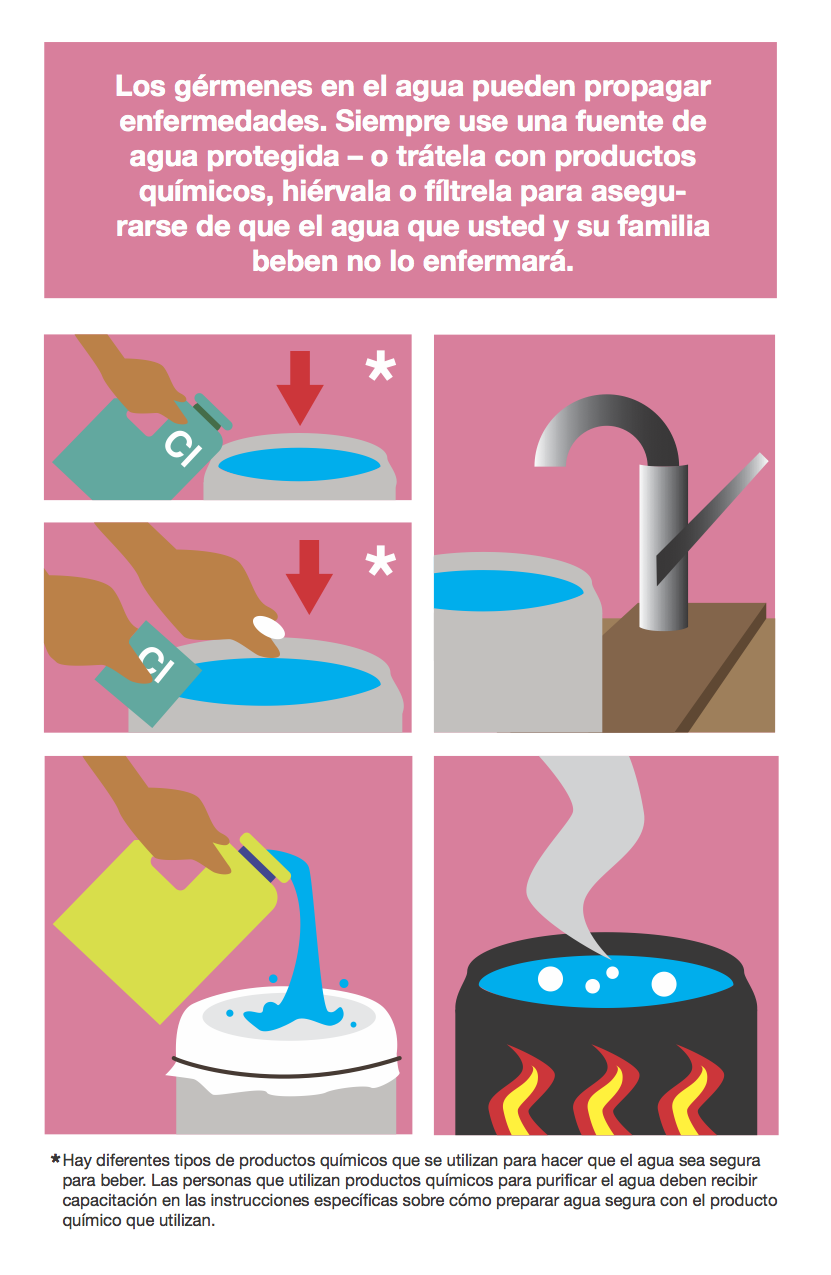 Los gérmenes en el agua pueden propagar
enfermedades. Siempre use una fuente de
agua protegida – o trátela con productos
químicos, hiérvala o fíltrela para asegu-
rarse de que el agua que usted y su familia
beben no lo enfermará.
*
Cl
*
Cl
*Hay diferentes tipos de productos químicos que se utilizan para hacer que el agua sea segura
para beber. Las personas que utilizan productos químicos para purificar el agua deben recibir
capacitación en las instrucciones específicas sobre cómo preparar agua segura con el producto
químico que utilizan.